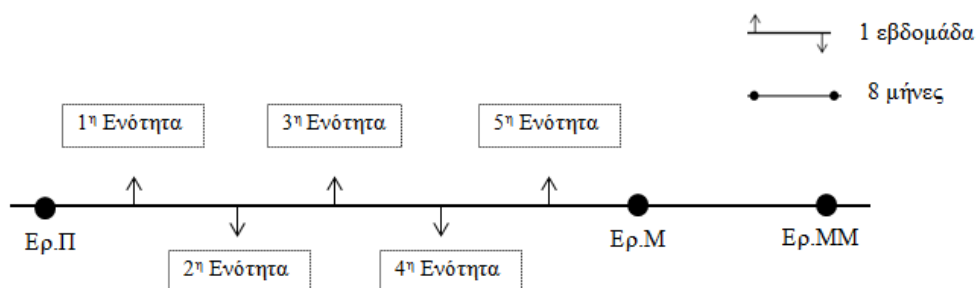 1 εβδομάδα
8 μήνες
1η Ενότητα
3η Ενότητα
5η Ενότητα
Ερ.Π
Ερ.Μ
Ερ.ΜΜ
2η Ενότητα
4η Ενότητα